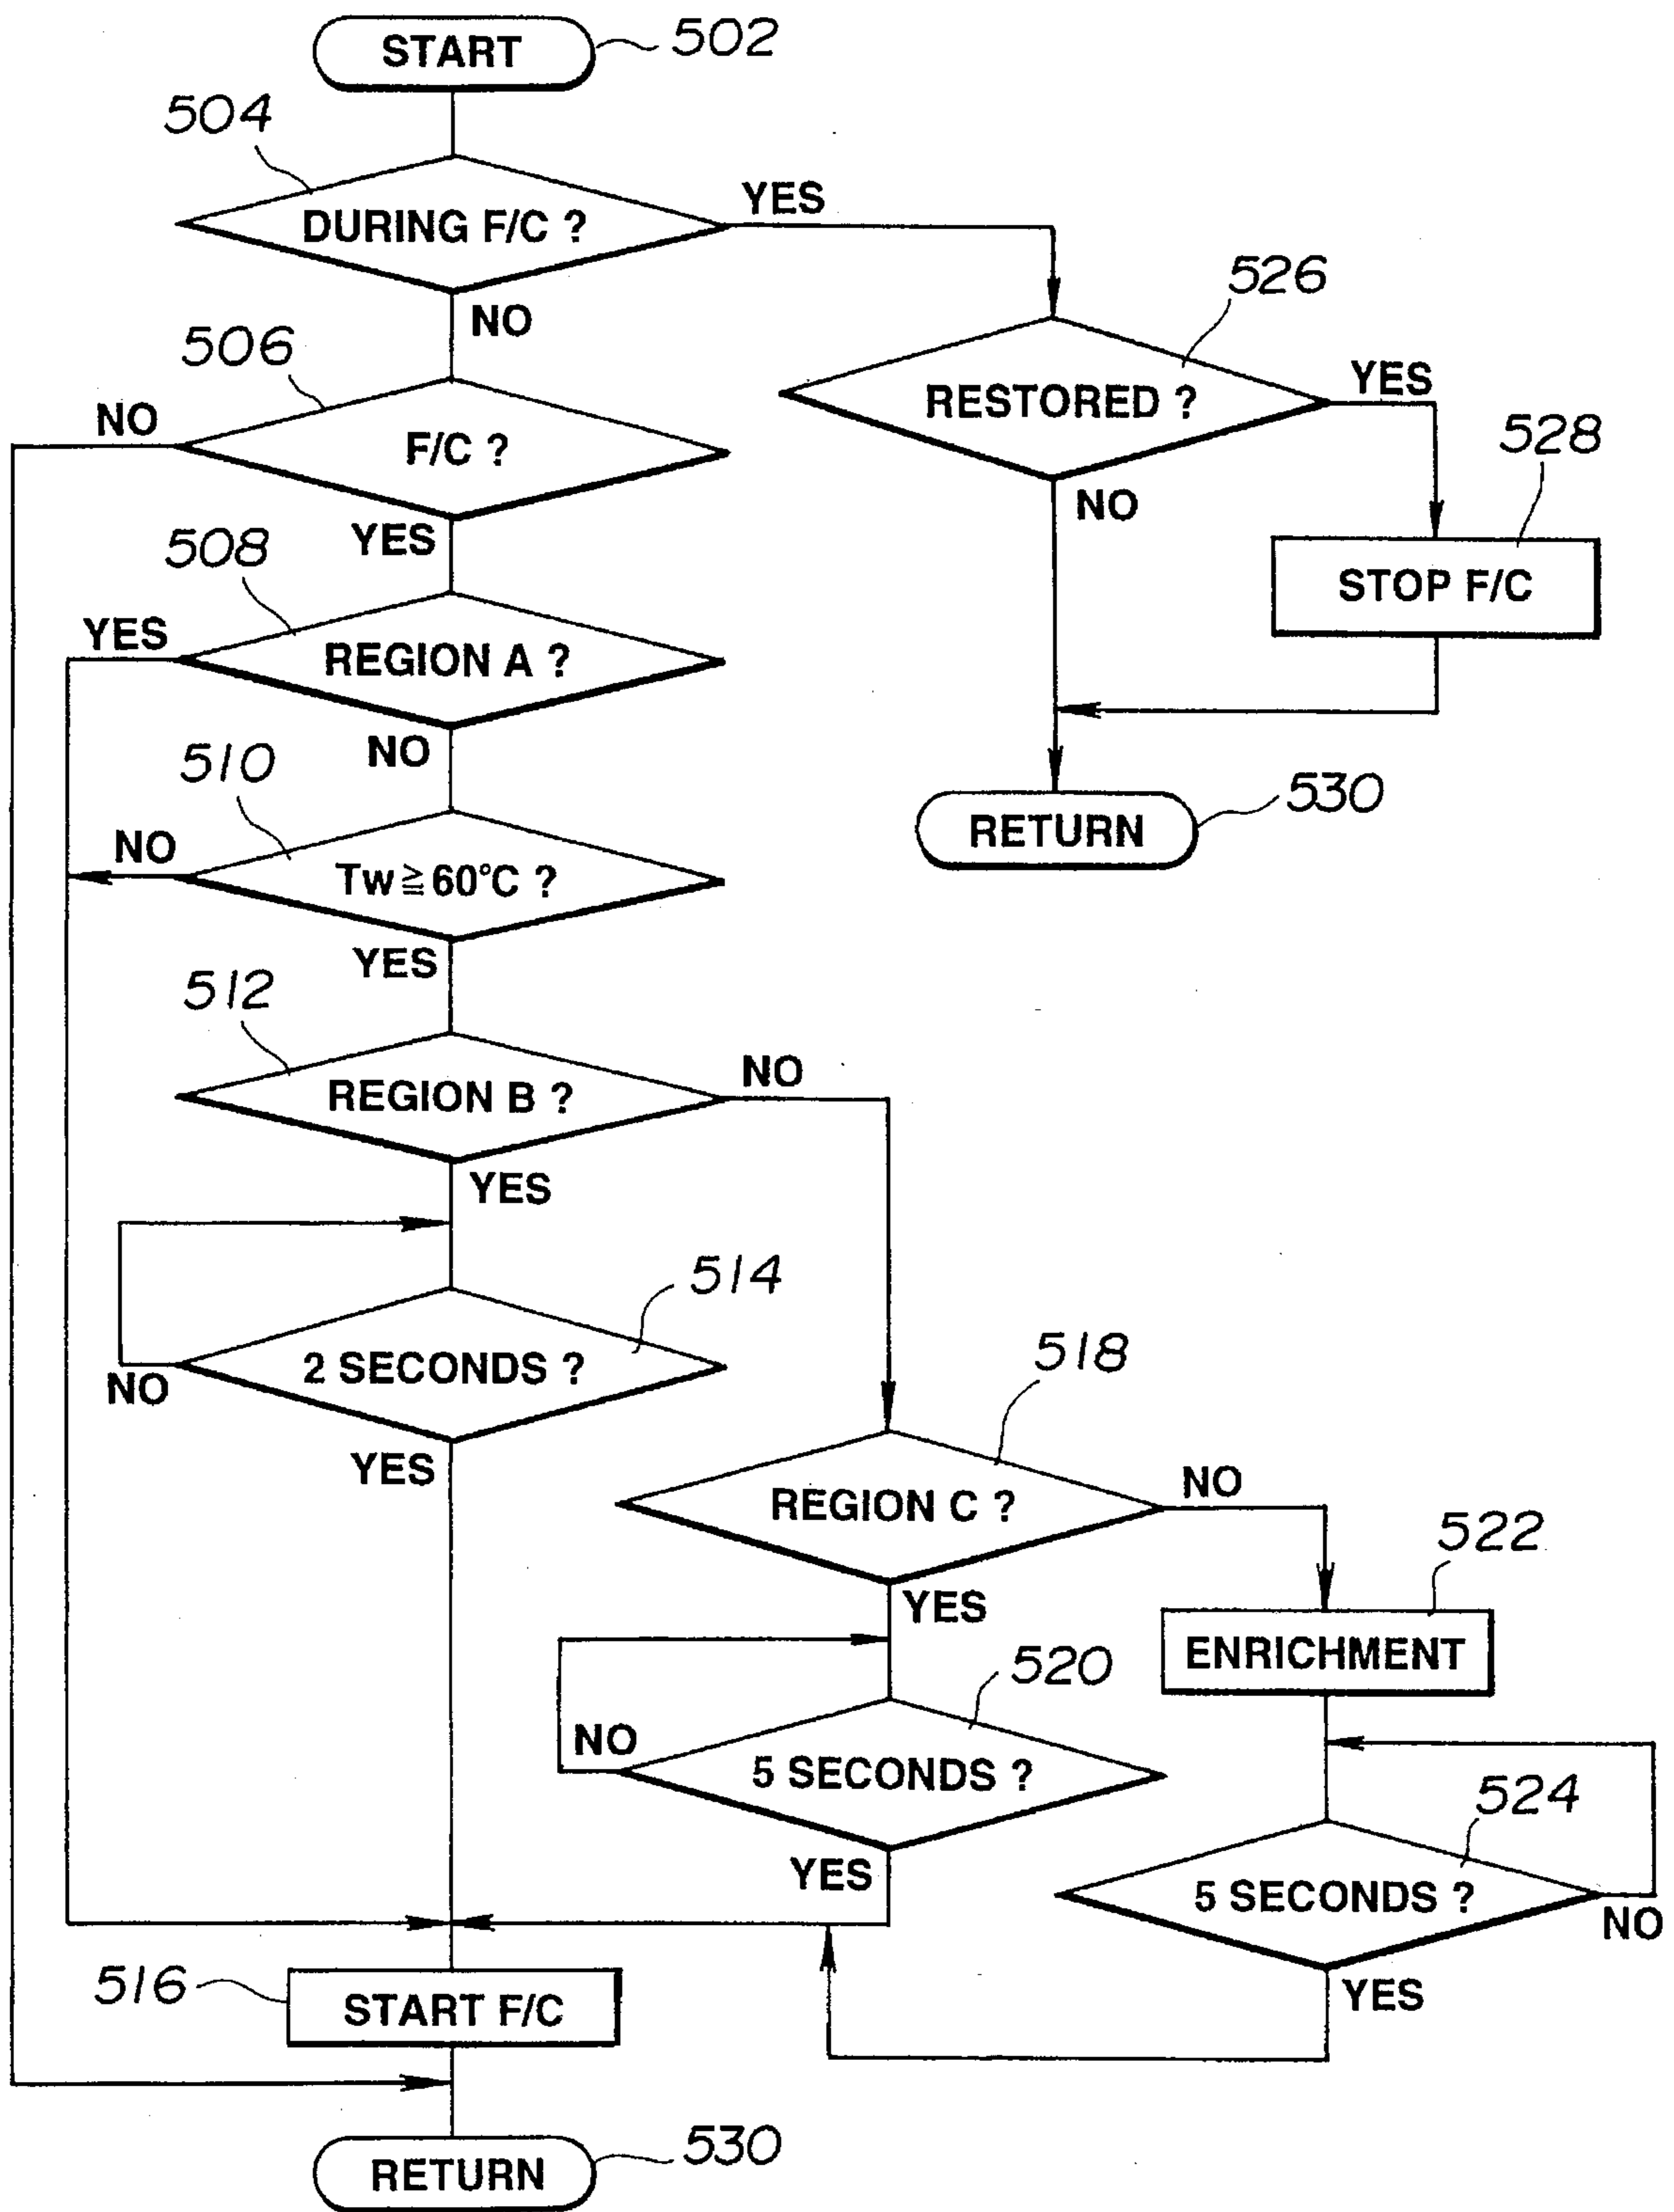 START
502
504
DURING F/C ?
YES
NO
526
RESTORED ?
YES
NO
528
STOP F/C
RETURN
530
506
NO
F/C ?
YES
508
YES
REGION A ?
NO
510
NO
Tw ≧ 60°C ?
YES
512
REGION B ?
NO
YES
514
2 SECONDS ?
NO
YES
518
REGION C ?
NO
YES
522
ENRICHMENT
520
NO
5 SECONDS ?
YES
524
5 SECONDS ?
NO
YES
516
START F/C
RETURN
530